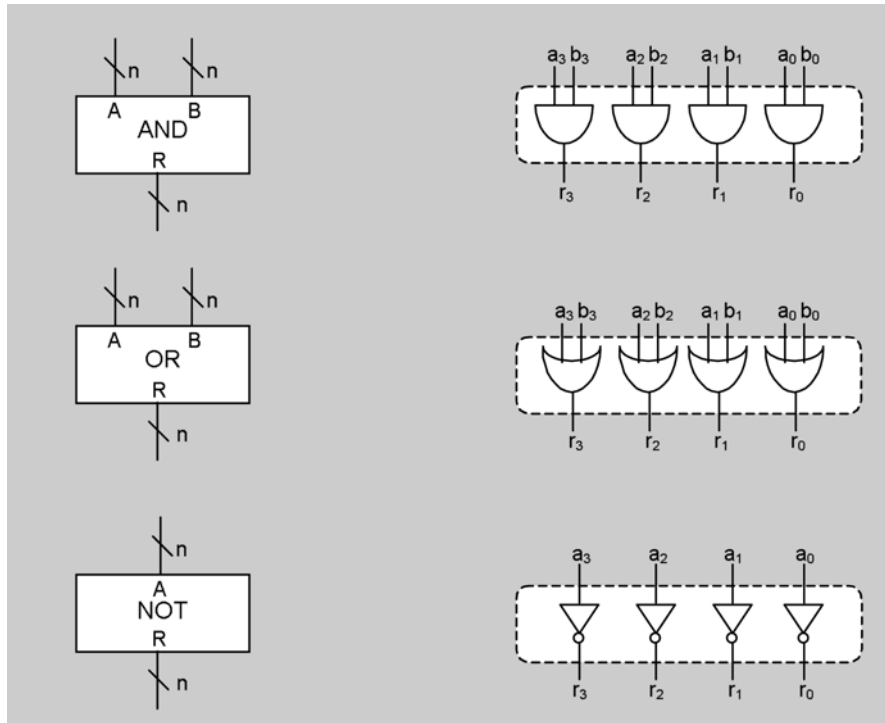 n n
A B
AND
R
n
a₃ b₃ a₂ b₂ a₁ b₁ a₀ b₀
r₃ r₂ r₁ r₀
n n
A B
OR
R
n
a₃ b₃ a₂ b₂ a₁ b₁ a₀ b₀
r₃ r₂ r₁ r₀
n
A
NOT
R
n
a₃ a₂ a₁ a₀
r₃ r₂ r₁ r₀